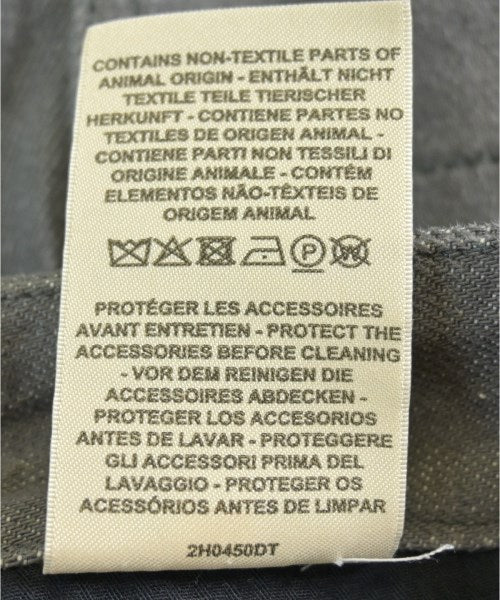 CONTAINS NON-TEXTILE PARTS OF
ANIMAL ORIGIN - ENTHÄLT NICHT
TEXTILE TEILE TIERISCHER
HERKUNFT - CONTIENE PARTES NO
TEXTILES DE ORIGEN ANIMAL -
CONTIENE PARTI NON TESSILI DI
ORIGINE ANIMALE - CONTÉM
ELEMENTOS NÃO-TÊXTEIS DE
ORIGEM ANIMAL
P W
PROTÉGER LES ACCESSOIRES
AVANT ENTRETIEN - PROTECT THE
ACCESSORIES BEFORE CLEANING
- VOR DEM REINIGEN DIE
ACCESSOIRES ABDECKEN -
PROTEGER LOS ACCESORIOS
ANTES DE LAVAR - PROTEGGERE
GLI ACCESSORI PRIMA DEL
LAVAGGIO - PROTEGER OS
ACESSÓRIOS ANTES DE LIMPAR
2H0450DT